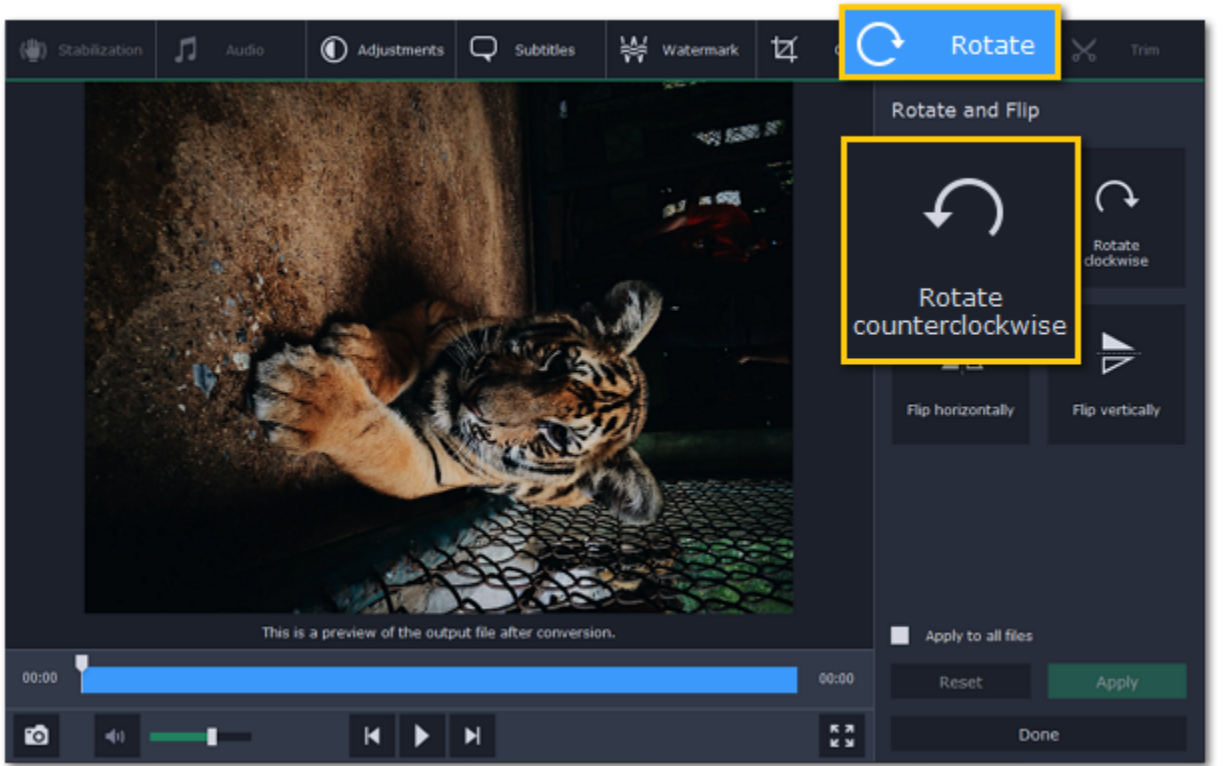 Stabilization
Audio
Adjustments
Subtitles
Watermark
Rotate
Trim
Rotate and Flip
Rotate
counterclockwise
Rotate
clockwise
Flip horizontally
Flip vertically
This is a preview of the output file after conversion.
Apply to all files
00:00
00:00
Reset
Apply
Done